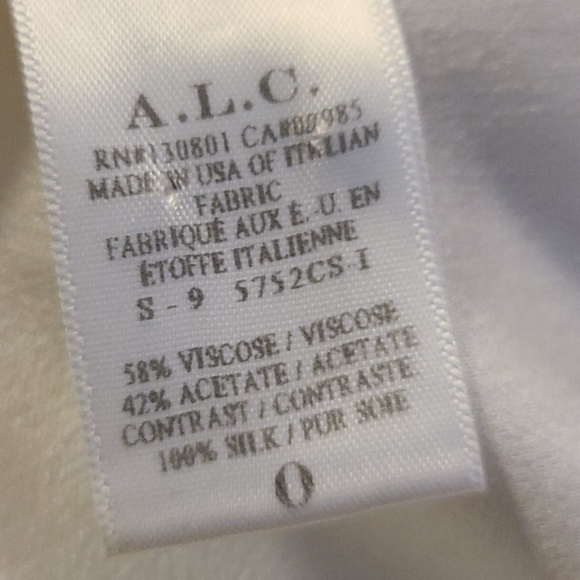 A.L.C.
RN#130801 CA#00985
MADE IN USA OF ITALIAN
FABRIC
FABRIQUÉ AUX É.-U. EN
ÉTOFFE ITALIENNE
S - 9 5752CS-I
58% VISCOSE / VISCOSE
42% ACETATE / ACETATE
CONTRAST / CONTRASTE
100% SILK / PUR SOIE
0